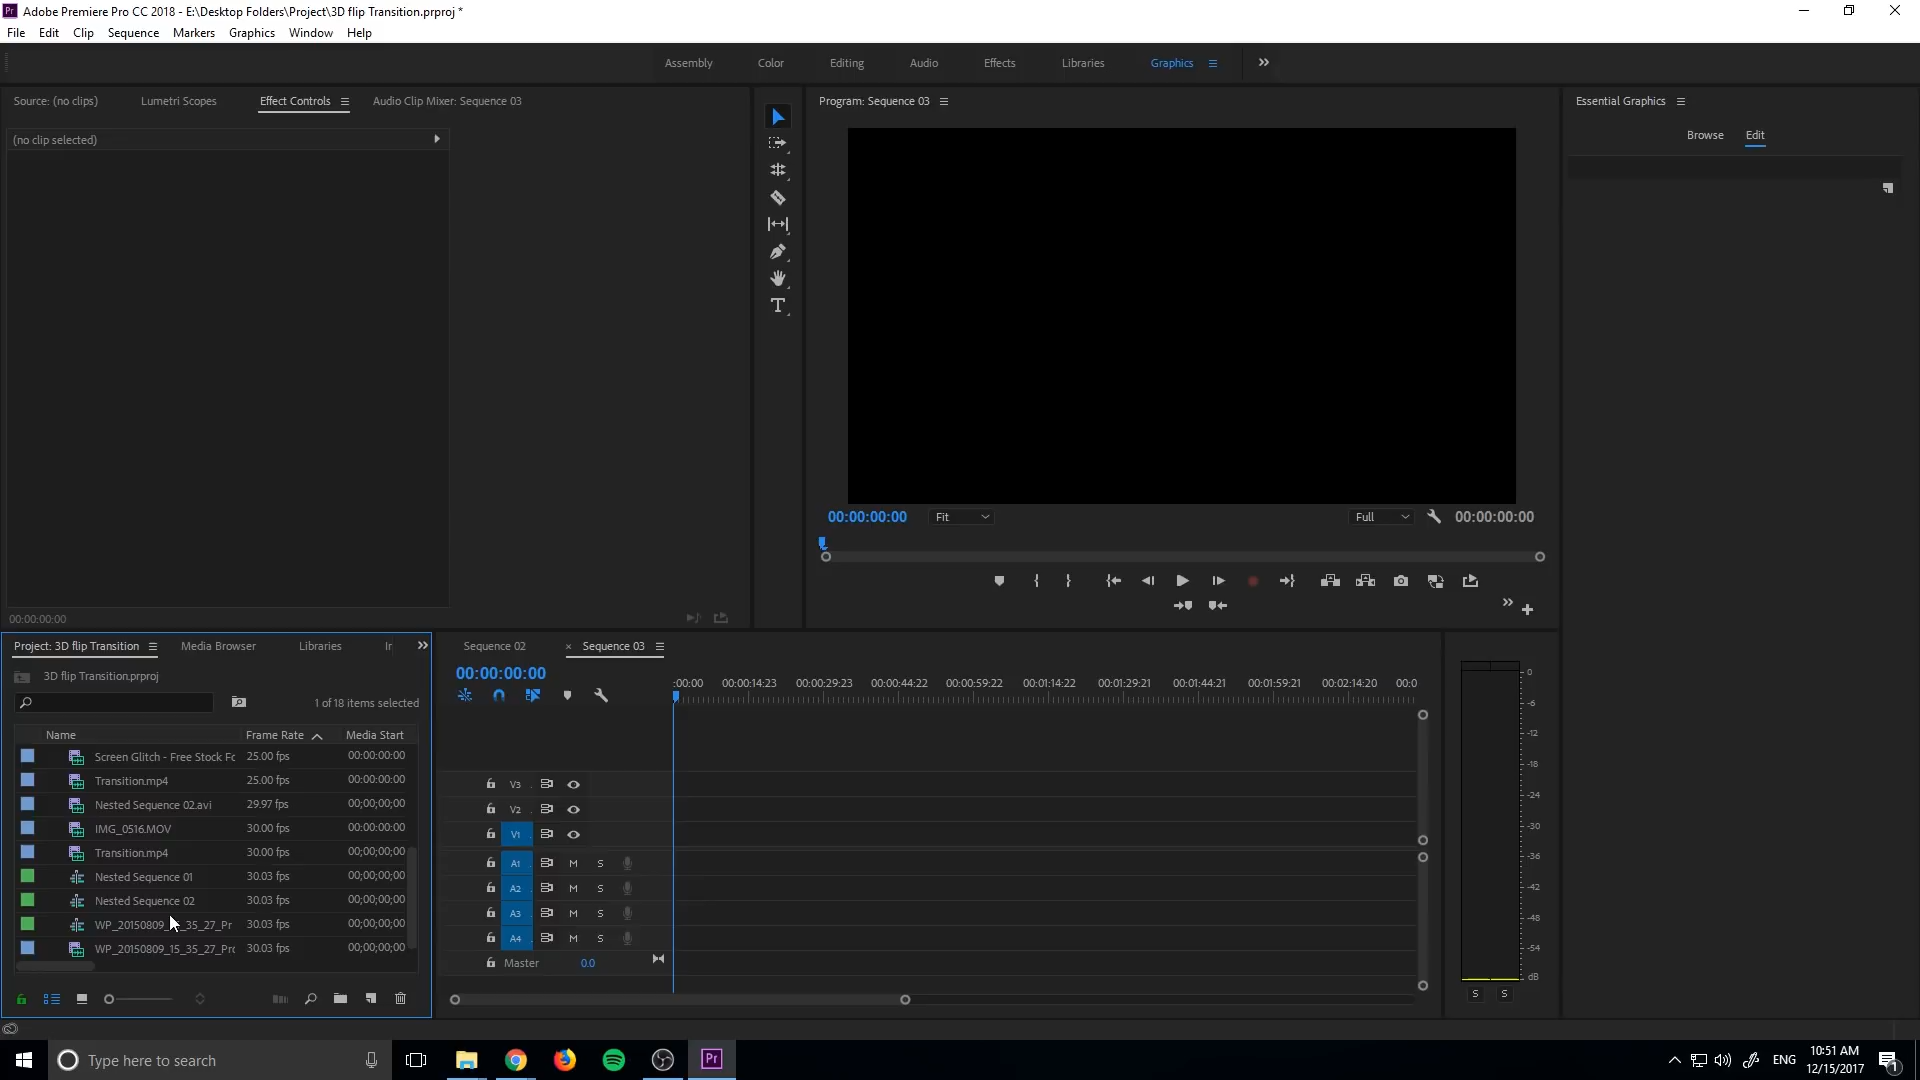 Adobe Premiere Pro CC 2018 - E:\Desktop Folders\Project\3D flip Transition.prproj *
File Edit Clip Sequence Markers Graphics Window Help
Assembly Color Editing Audio Effects Libraries Graphics
Source: (no clips) Lumetri Scopes Effect Controls Audio Clip Mixer: Sequence 03
Program: Sequence 03
Essential Graphics
Browse Edit
(no clip selected)
00:00:00:00 Fit Full 00:00:00:00
00:00:00:00
Project: 3D flip Transition Media Browser Libraries Ir
3D flip Transition.prproj
1 of 18 items selected
Name Frame Rate Media Start
Screen Glitch - Free Stock Fo 25.00 fps 00:00:00:00
Transition.mp4 25.00 fps 00:00:00:00
Nested Sequence 02.avi 29.97 fps 00;00;00;00
IMG_0516.MOV 30.00 fps 00:00:00:00
Transition.mp4 30.00 fps 00;00;00;00
Nested Sequence 01 30.03 fps 00;00;00;00
Nested Sequence 02 30.03 fps 00;00;00;00
WP_20150809_ _35_27_Pr 30.03 fps 00;00;00;00
WP_20150809_15_35_27_Pro 30.03 fps 00;00;00;00
Sequence 02 × Sequence 03
00:00:00:00
:00:00 00:00:14:23 00:00:29:23 00:00:44:22 00:00:59:22 00:01:14:22 00:01:29:21 00:01:44:21 00:01:59:21 00:02:14:20 00:0
V3
V2
V1
A1 M S
A2 M S
A3 M S
A4 M S
Master 0.0
0
-6
-12
-18
-24
-30
-36
-42
-48
-54
dB
S S
Type here to search
Pr
ENG
10:51 AM
12/15/2017
1